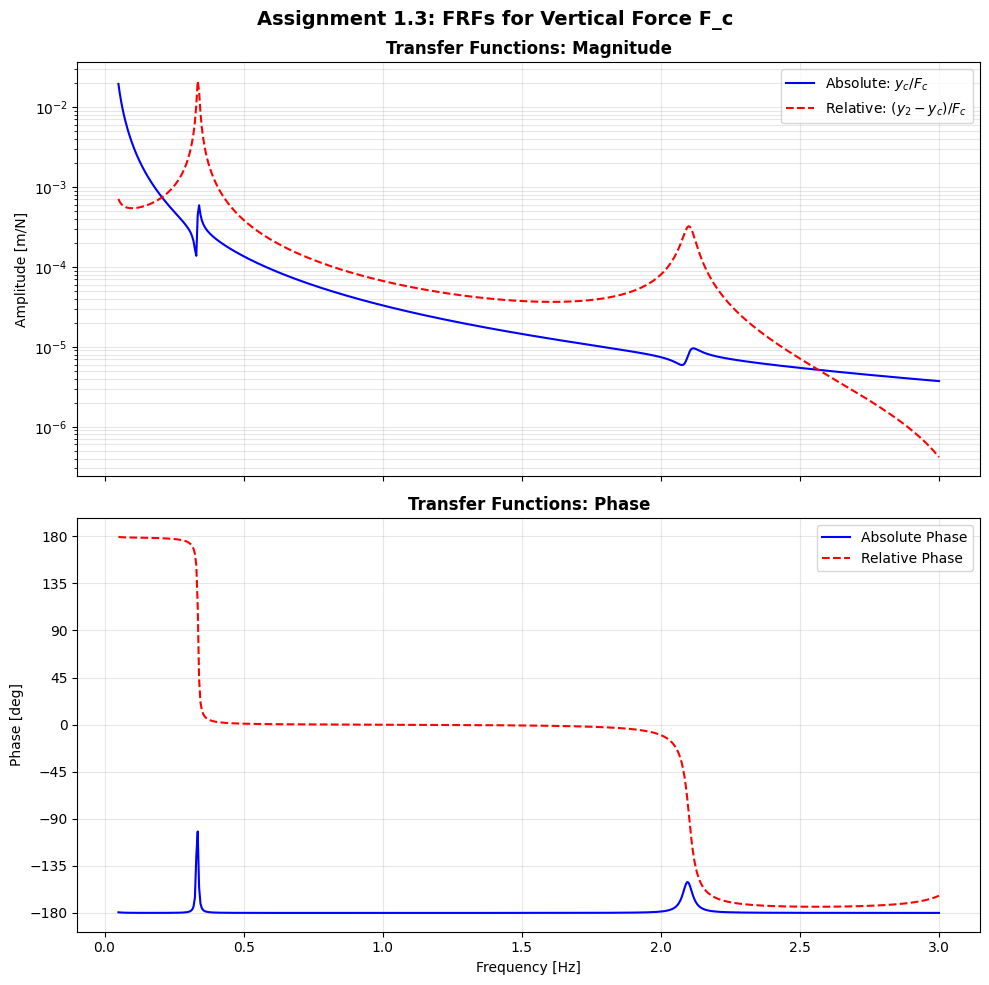 Assignment 1.3: FRFs for Vertical Force F_c
Transfer Functions: Magnitude
Absolute: $y_c/F_c$
Relative: $(y_2 - y_c)/F_c$
Amplitude [m/N]
10⁻²
10⁻³
10⁻⁴
10⁻⁵
10⁻⁶
Transfer Functions: Phase
Absolute Phase
Relative Phase
Phase [deg]
180
135
90
45
0
−45
−90
−135
−180
0.0 0.5 1.0 1.5 2.0 2.5 3.0
Frequency [Hz]